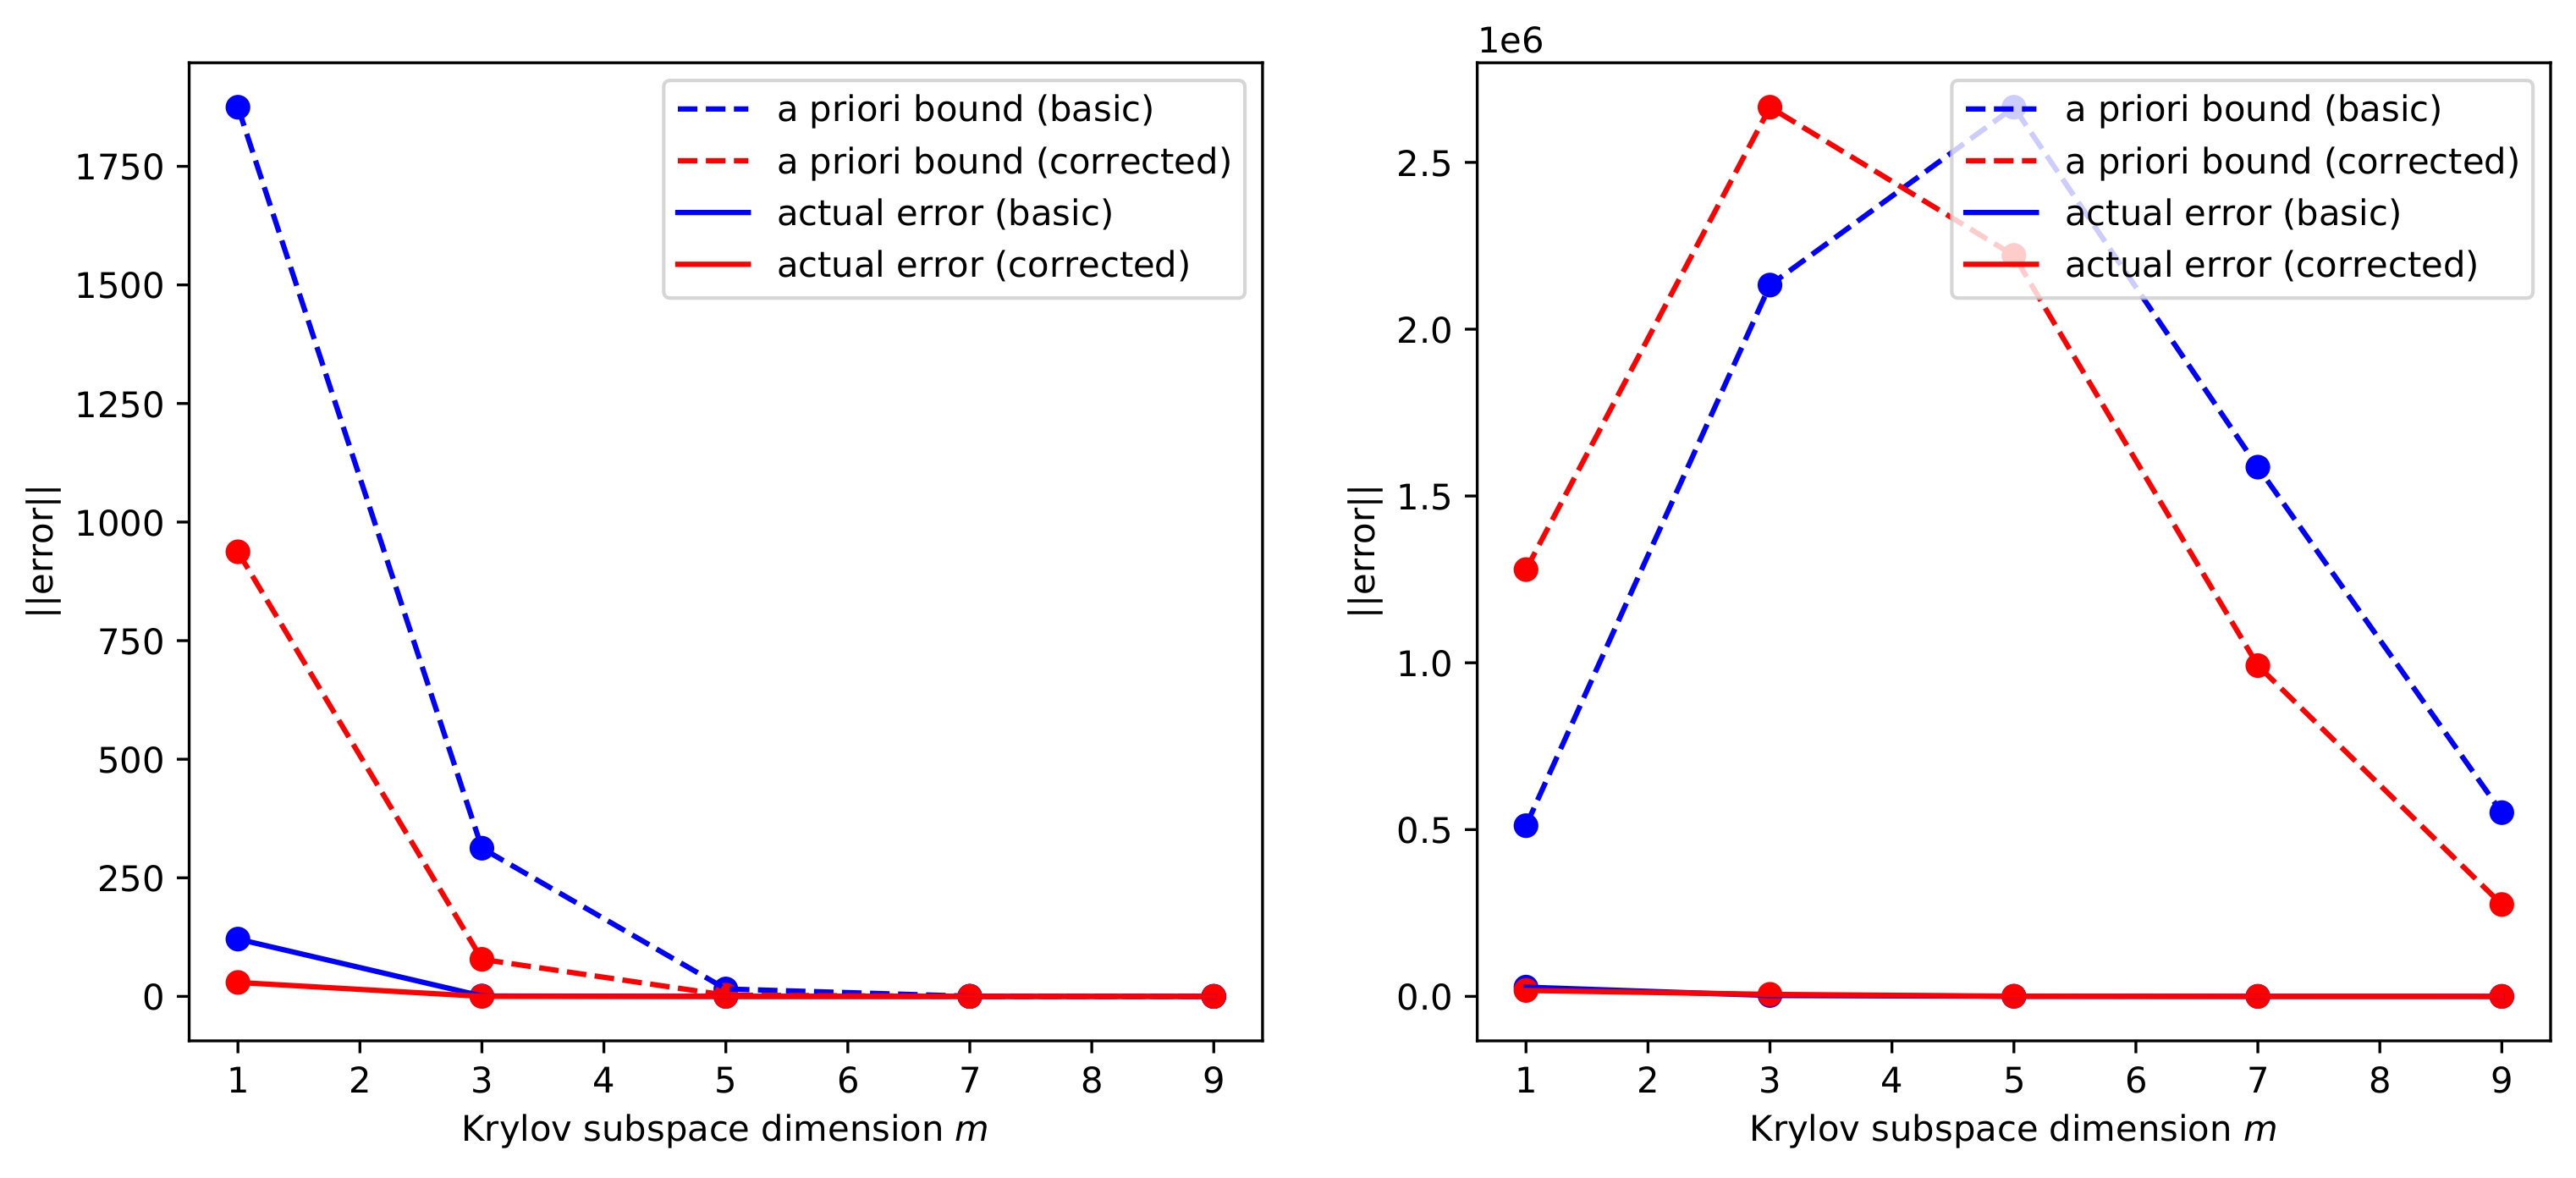 ||error||
1750
1500
1250
1000
750
500
250
0
1 2 3 4 5 6 7 8 9
Krylov subspace dimension m
a priori bound (basic)
a priori bound (corrected)
actual error (basic)
actual error (corrected)
1e6
||error||
2.5
2.0
1.5
1.0
0.5
0.0
1 2 3 4 5 6 7 8 9
Krylov subspace dimension m
a priori bound (basic)
a priori bound (corrected)
actual error (basic)
actual error (corrected)